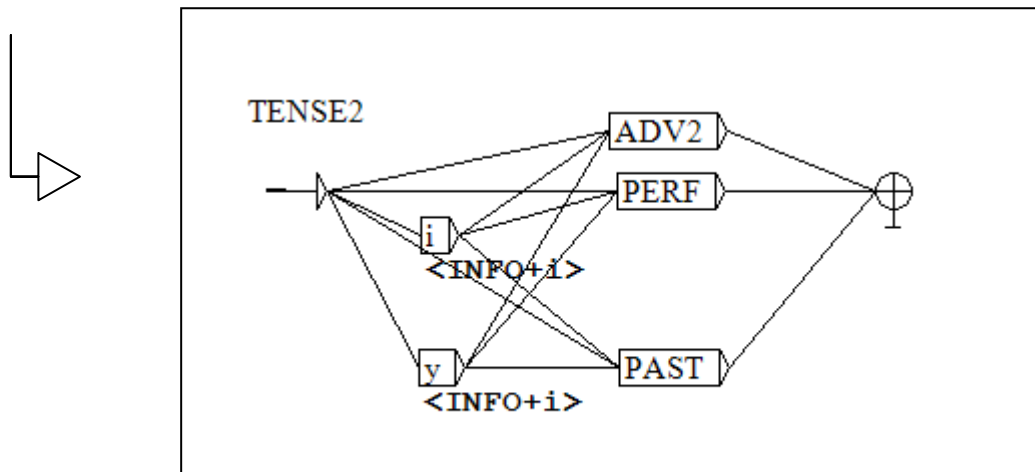 TENSE2
ADV2
PERF
i
<INFO+i>
y
PAST
<INFO+i>